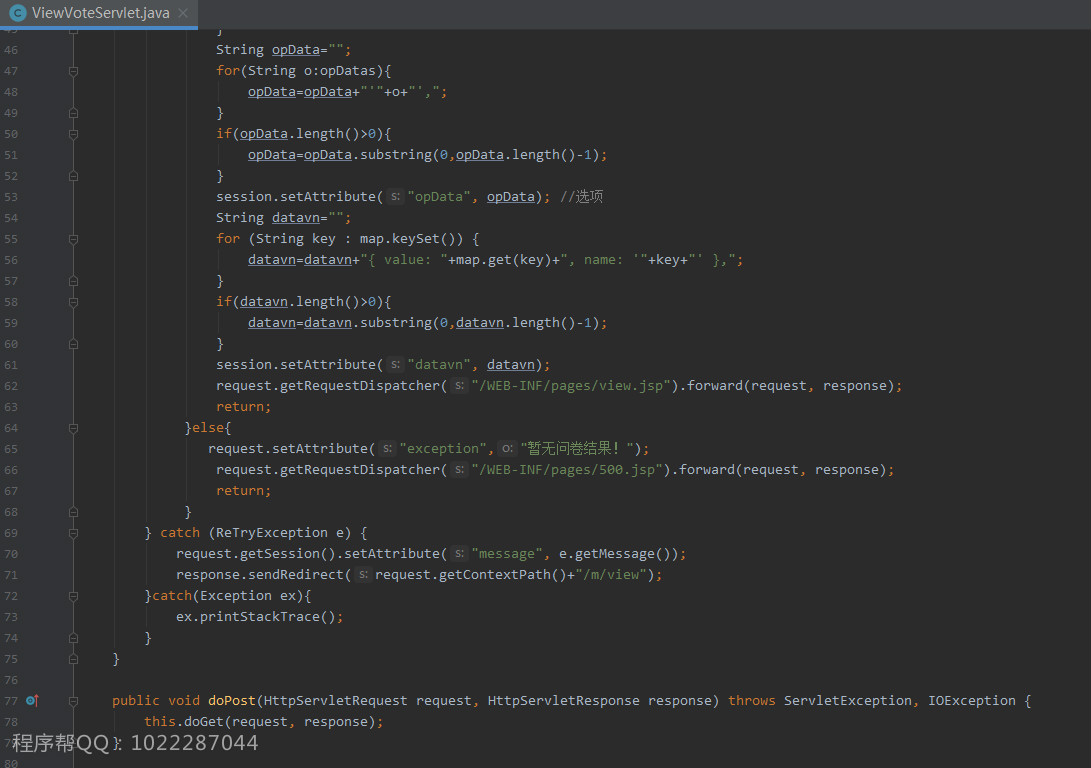 ViewVoteServlet.java
45 }
46 String opData="";
47 for(String o:opDatas){
48 opData=opData+"'"+o+"',";
49 }
50 if(opData.length()>0){
51 opData=opData.substring(0,opData.length()-1);
52 }
53 session.setAttribute( s: "opData", opData); //选项
54 String datavn="";
55 for (String key : map.keySet()) {
56 datavn=datavn+"{ value: "+map.get(key)+", name: '"+key+"' },";
57 }
58 if(datavn.length()>0){
59 datavn=datavn.substring(0,datavn.length()-1);
60 }
61 session.setAttribute( s: "datavn", datavn);
62 request.getRequestDispatcher( s: "/WEB-INF/pages/view.jsp").forward(request, response);
63 return;
64 }else{
65 request.setAttribute( s: "exception", o: "暂无问卷结果！");
66 request.getRequestDispatcher( s: "/WEB-INF/pages/500.jsp").forward(request, response);
67 return;
68 }
69 } catch (ReTryException e) {
70 request.getSession().setAttribute( s: "message", e.getMessage());
71 response.sendRedirect( s: request.getContextPath()+"/m/view");
72 }catch(Exception ex){
73 ex.printStackTrace();
74 }
75 }
76
77 public void doPost(HttpServletRequest request, HttpServletResponse response) throws ServletException, IOException {
78 this.doGet(request, response);
79 }
程序帮QQ：1022287044
80